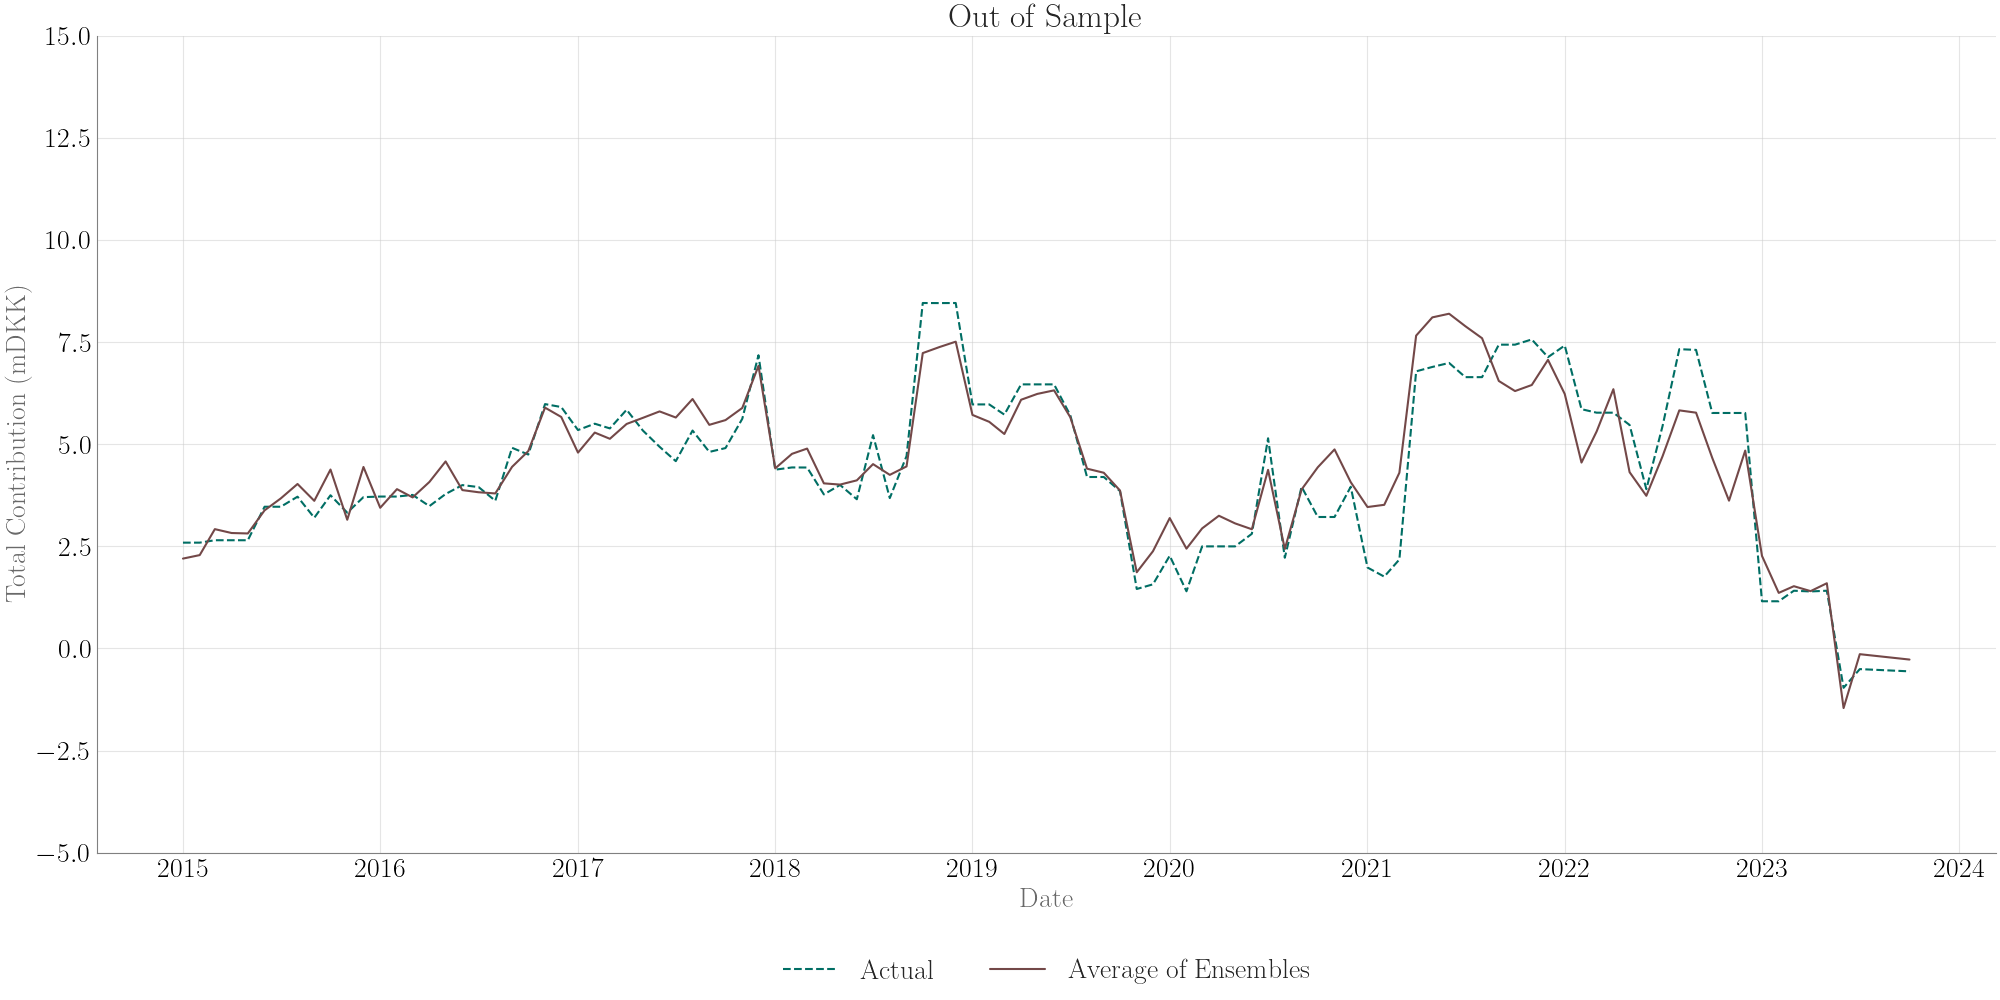 Out of Sample
15.0
12.5
10.0
7.5
5.0
2.5
0.0
−2.5
−5.0
Total Contribution (mDKK)
2015 2016 2017 2018 2019 2020 2021 2022 2023 2024
Date
Actual Average of Ensembles